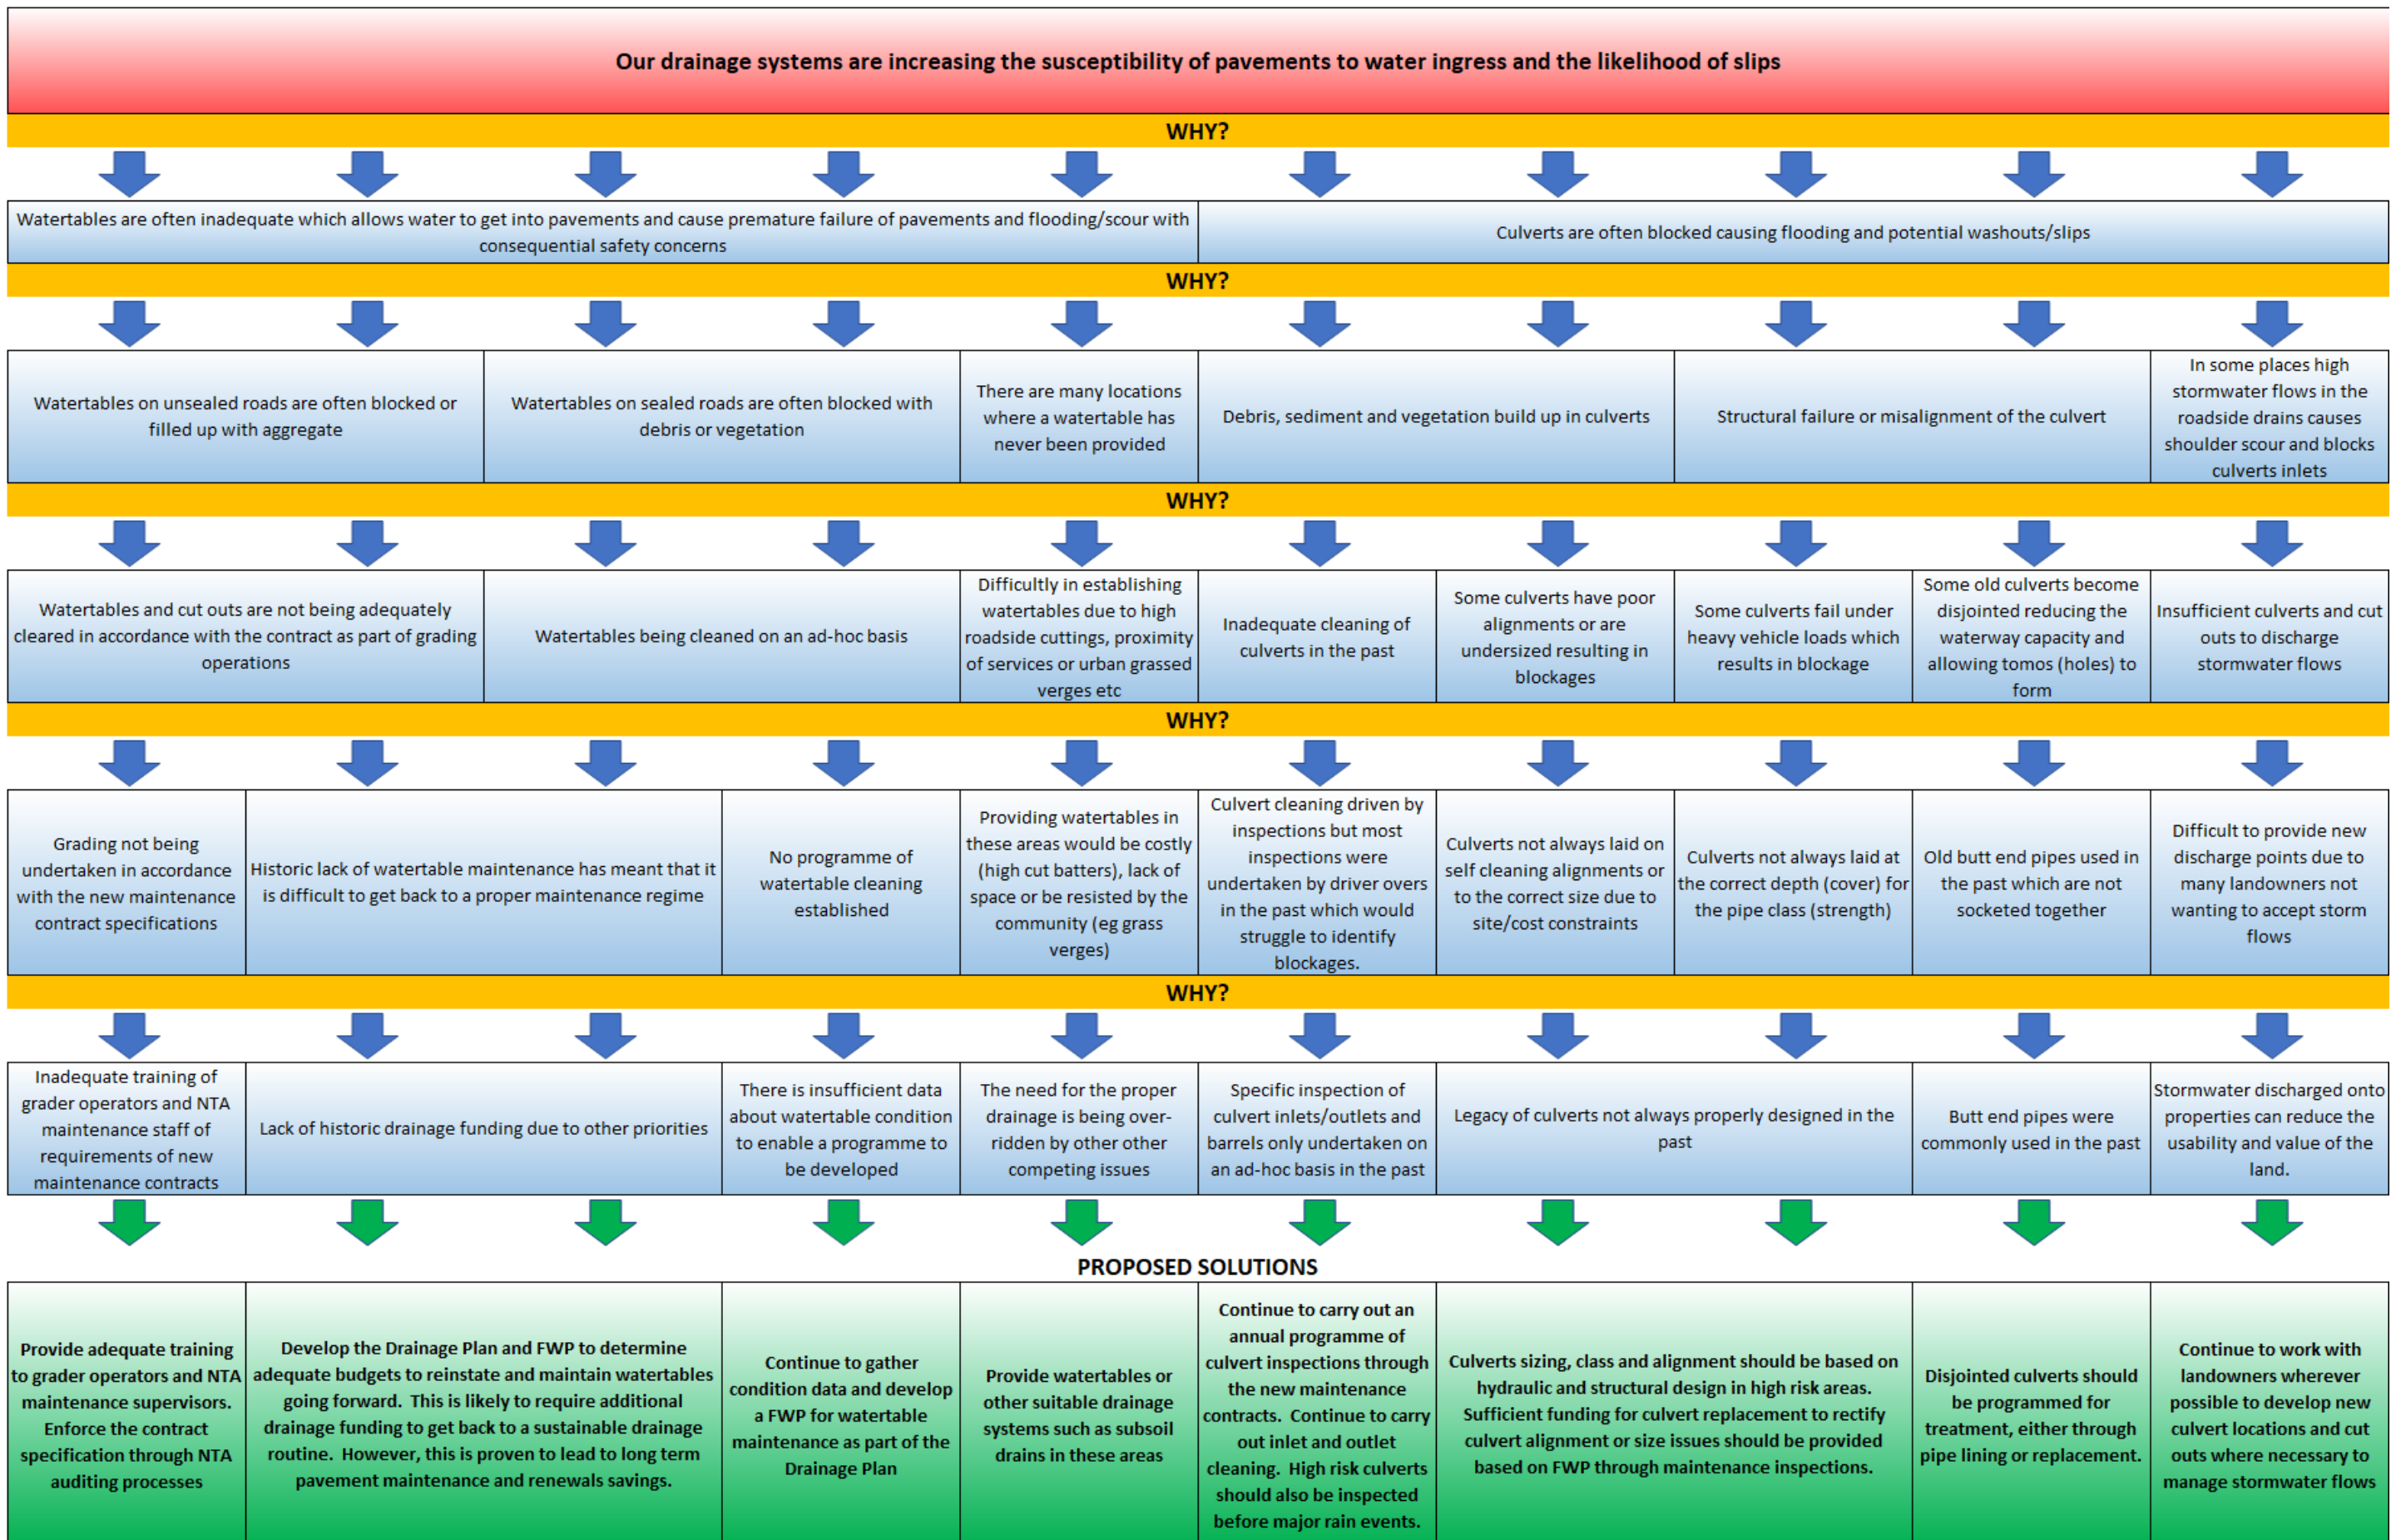 Our drainage systems are increasing the susceptibility of pavements to water ingress and the likelihood of slips
WHY?
Watertables are often inadequate which allows water to get into pavements and cause premature failure of pavements and flooding/scour with
consequential safety concerns
Culverts are often blocked causing flooding and potential washouts/slips
WHY?
Watertables on unsealed roads are often blocked or
filled up with aggregate
Watertables on sealed roads are often blocked with
debris or vegetation
There are many locations
where a watertable has
never been provided
Debris, sediment and vegetation build up in culverts
Structural failure or misalignment of the culvert
In some places high
stormwater flows in the
roadside drains causes
shoulder scour and blocks
culverts inlets
WHY?
Watertables and cut outs are not being adequately
cleared in accordance with the contract as part of grading
operations
Watertables being cleaned on an ad-hoc basis
Difficultly in establishing
watertables due to high
roadside cuttings, proximity
of services or urban grassed
verges etc
Inadequate cleaning of
culverts in the past
Some culverts have poor
alignments or are
undersized resulting in
blockages
Some culverts fail under
heavy vehicle loads which
results in blockage
Some old culverts become
disjointed reducing the
waterway capacity and
allowing tomos (holes) to
form
Insufficient culverts and cut
outs to discharge
stormwater flows
WHY?
Grading not being
undertaken in accordance
with the new maintenance
contract specifications
Historic lack of watertable maintenance has meant that it
is difficult to get back to a proper maintenance regime
No programme of
watertable cleaning
established
Providing watertables in
these areas would be costly
(high cut batters), lack of
space or be resisted by the
community (eg grass
verges)
Culvert cleaning driven by
inspections but most
inspections were
undertaken by driver overs
in the past which would
struggle to identify
blockages.
Culverts not always laid on
self cleaning alignments or
to the correct size due to
site/cost constraints
Culverts not always laid at
the correct depth (cover) for
the pipe class (strength)
Old butt end pipes used in
the past which are not
socketed together
Difficult to provide new
discharge points due to
many landowners not
wanting to accept storm
flows
WHY?
Inadequate training of
grader operators and NTA
maintenance staff of
requirements of new
maintenance contracts
Lack of historic drainage funding due to other priorities
There is insufficient data
about watertable condition
to enable a programme to
be developed
The need for the proper
drainage is being over-
ridden by other other
competing issues
Specific inspection of
culvert inlets/outlets and
barrels only undertaken on
an ad-hoc basis in the past
Legacy of culverts not always properly designed in the
past
Butt end pipes were
commonly used in the past
Stormwater discharged onto
properties can reduce the
usability and value of the
land.
PROPOSED SOLUTIONS
Provide adequate training
to grader operators and NTA
maintenance supervisors.
Enforce the contract
specification through NTA
auditing processes
Develop the Drainage Plan and FWP to determine
adequate budgets to reinstate and maintain watertables
going forward. This is likely to require additional
drainage funding to get back to a sustainable drainage
routine. However, this is proven to lead to long term
pavement maintenance and renewals savings.
Continue to gather
condition data and develop
a FWP for watertable
maintenance as part of the
Drainage Plan
Provide watertables or
other suitable drainage
systems such as subsoil
drains in these areas
Continue to carry out an
annual programme of
culvert inspections through
the new maintenance
contracts. Continue to carry
out inlet and outlet
cleaning. High risk culverts
should also be inspected
before major rain events.
Culverts sizing, class and alignment should be based on
hydraulic and structural design in high risk areas.
Sufficient funding for culvert replacement to rectify
culvert alignment or size issues should be provided
based on FWP through maintenance inspections.
Disjointed culverts should
be programmed for
treatment, either through
pipe lining or replacement.
Continue to work with
landowners wherever
possible to develop new
culvert locations and cut
outs where necessary to
manage stormwater flows